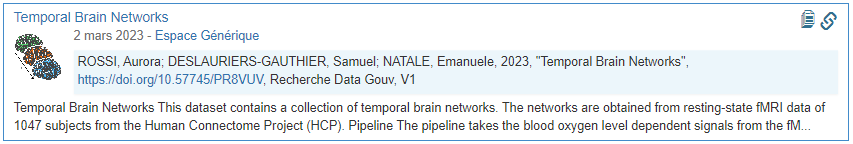 Temporal Brain Networks
2 mars 2023 - Espace Générique
ROSSI, Aurora; DESLAURIERS-GAUTHIER, Samuel; NATALE, Emanuele, 2023, "Temporal Brain Networks",
https://doi.org/10.57745/PR8VUV, Recherche Data Gouv, V1
Temporal Brain Networks This dataset contains a collection of temporal brain networks. The networks are obtained from resting-state fMRI data of
1047 subjects from the Human Connectome Project (HCP). Pipeline The pipeline takes the blood oxygen level dependent signals from the fM...